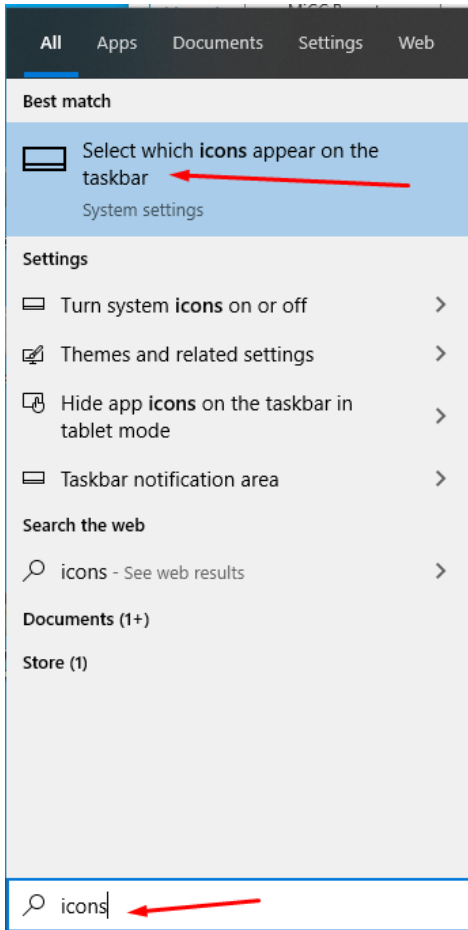 All Apps Documents Settings Web
Best match
Select which icons appear on the
taskbar
System settings
Settings
Turn system icons on or off
Themes and related settings
Hide app icons on the taskbar in
tablet mode
Taskbar notification area
Search the web
icons - See web results
Documents (1+)
Store (1)
icons